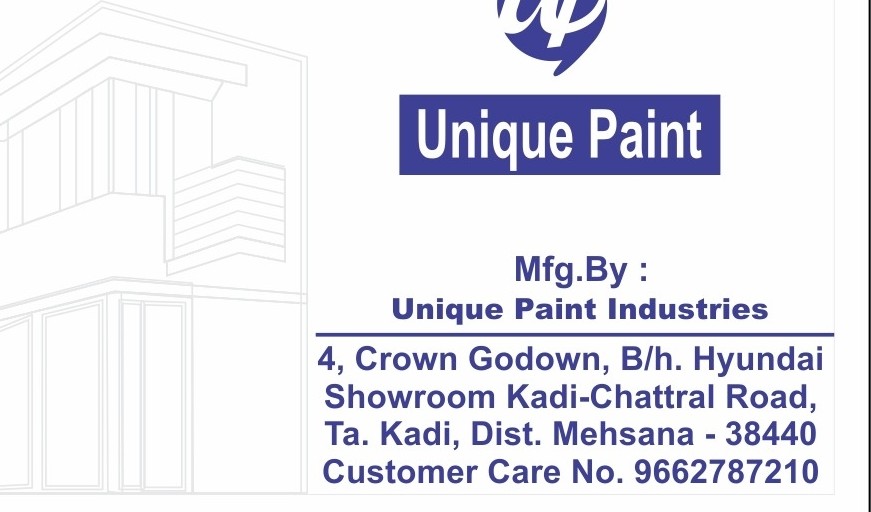 up
Unique Paint
Mfg.By :
Unique Paint Industries
4, Crown Godown, B/h. Hyundai
Showroom Kadi-Chattral Road,
Ta. Kadi, Dist. Mehsana - 38440
Customer Care No. 9662787210